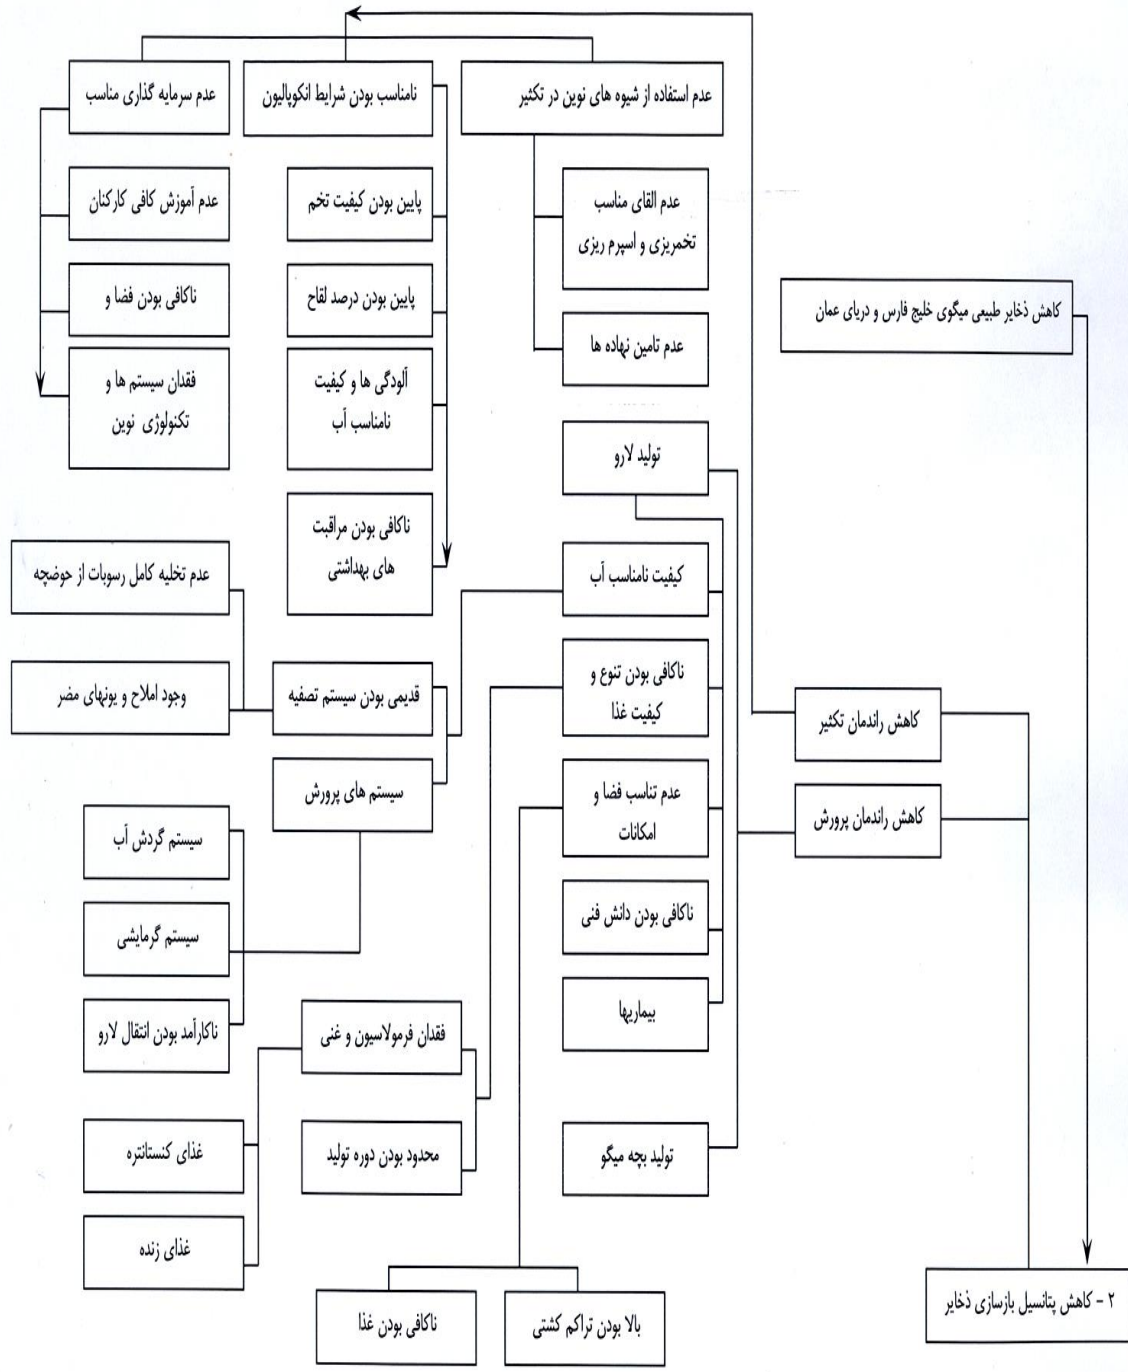 عدم استفاده از شیوه های نوین در تکثیر
نامناسب بودن شرایط انکوپالیون
عدم سرمایه گذاری مناسب
عدم القای مناسب
تخمریزی و اسپرم ریزی
عدم تامین نهاده ها
پایین بودن کیفیت تخم
پایین بودن درصد لقاح
آلودگی ها و کیفیت
نامناسب آب
ناکافی بودن مراقبت
های بهداشتی
عدم آموزش کافی کارکنان
ناکافی بودن فضا و
فقدان سیستم ها و
تکنولوژی نوین
کاهش ذخایر طبیعی میگوی خلیج فارس و دریای عمان
تولید لارو
کیفیت نامناسب آب
ناکافی بودن تنوع و
کیفیت غذا
عدم تناسب فضا و
امکانات
ناکافی بودن دانش فنی
بیماریها
تولید بچه میگو
کاهش راندمان تکثیر
کاهش راندمان پرورش
عدم تخلیه کامل رسوبات از حوضچه
وجود املاح و یونهای مضر
قدیمی بودن سیستم تصفیه
سیستم های پرورش
سیستم گردش آب
سیستم گرمایشی
ناکارآمد بودن انتقال لارو
فقدان فرمولاسیون و غنی
محدود بودن دوره تولید
غذای کنستانتره
غذای زنده
بالا بودن تراکم کشتی
ناکافی بودن غذا
۲ - کاهش پتانسیل بازسازی ذخایر